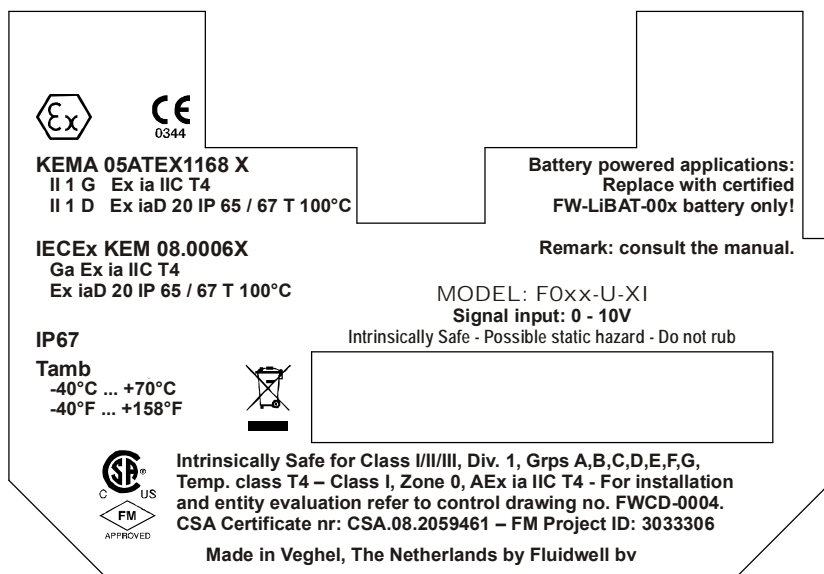 Ex
CE
0344
KEMA 05ATEX1168 X
II 1 G Ex ia IIC T4
II 1 D Ex iaD 20 IP 65 / 67 T 100°C
Battery powered applications:
Replace with certified
FW-LiBAT-00x battery only!
IECEx KEM 08.0006X
Ga Ex ia IIC T4
Ex iaD 20 IP 65 / 67 T 100°C
Remark: consult the manual.
MODEL: F0xx-U-XI
Signal input: 0 - 10V
Intrinsically Safe - Possible static hazard - Do not rub
IP67
Tamb
-40°C ... +70°C
-40°F ... +158°F
SA ®
C US
FM
APPROVED
Intrinsically Safe for Class I/II/III, Div. 1, Grps A,B,C,D,E,F,G,
Temp. class T4 – Class I, Zone 0, AEx ia IIC T4 - For installation
and entity evaluation refer to control drawing no. FWCD-0004.
CSA Certificate nr: CSA.08.2059461 – FM Project ID: 3033306
Made in Veghel, The Netherlands by Fluidwell bv